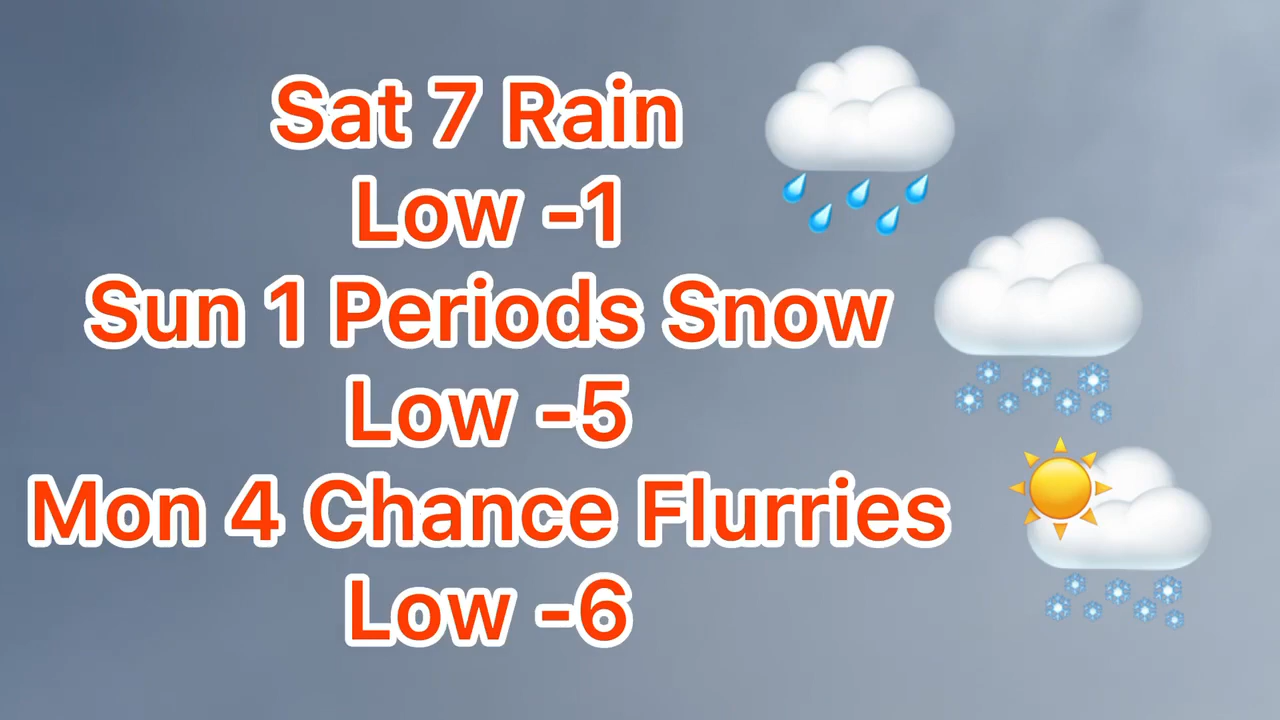 Sat 7 Rain
Low -1
Sun 1 Periods Snow
Low -5
Mon 4 Chance Flurries
Low -6